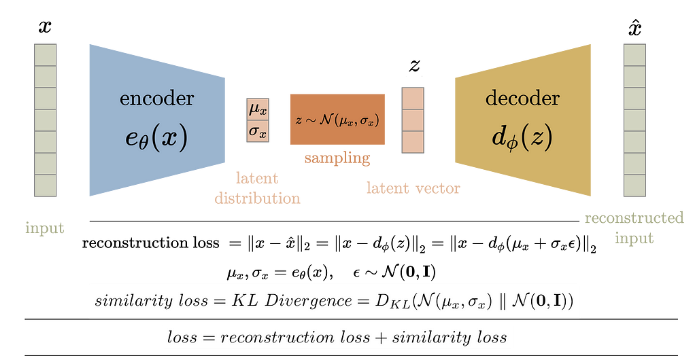 x
x̂
z
encoder
e_θ(x)
μ_x
σ_x
z ∼ 𝒩(μ_x, σ_x)
sampling
decoder
d_ϕ(z)
latent
distribution
latent vector
input
reconstructed
input
reconstruction loss = ‖x − x̂‖₂ = ‖x − d_ϕ(z)‖₂ = ‖x − d_ϕ(μ_x + σ_xϵ)‖₂
μ_x, σ_x = e_θ(x), ϵ ∼ 𝒩(0, I)
similarity loss = KL Divergence = D_KL(𝒩(μ_x, σ_x) ‖ 𝒩(0, I))
loss = reconstruction loss + similarity loss